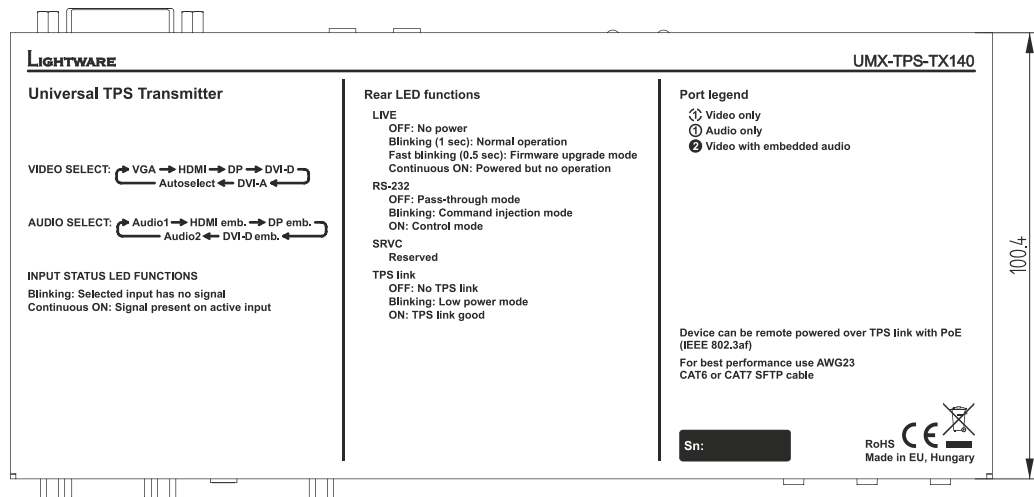 LIGHTWARE
UMX-TPS-TX140
Universal TPS Transmitter
VIDEO SELECT: VGA HDMI DP DVI-D
Autoselect DVI-A
AUDIO SELECT: Audio1 HDMI emb. DP emb.
Audio2 DVI-D emb.
INPUT STATUS LED FUNCTIONS
Blinking: Selected input has no signal
Continuous ON: Signal present on active input
Rear LED functions
LIVE
OFF: No power
Blinking (1 sec): Normal operation
Fast blinking (0.5 sec): Firmware upgrade mode
Continuous ON: Powered but no operation
RS-232
OFF: Pass-through mode
Blinking: Command injection mode
ON: Control mode
SRVC
Reserved
TPS link
OFF: No TPS link
Blinking: Low power mode
ON: TPS link good
Port legend
1 Video only
1 Audio only
2 Video with embedded audio
Device can be remote powered over TPS link with PoE
(IEEE 802.3af)
For best performance use AWG23
CAT6 or CAT7 SFTP cable
Sn:
RoHS CE
Made in EU, Hungary
100.4